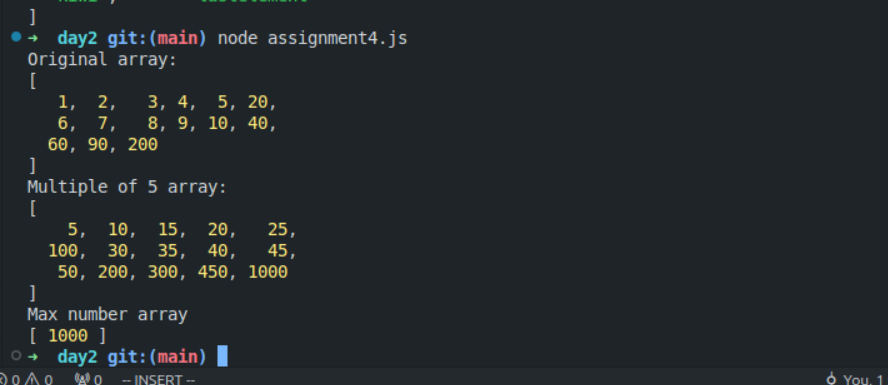 ]
➜ day2 git:(main) node assignment4.js
Original array:
[
1, 2, 3, 4, 5, 20,
6, 7, 8, 9, 10, 40,
60, 90, 200
]
Multiple of 5 array:
[
5, 10, 15, 20, 25,
100, 30, 35, 40, 45,
50, 200, 300, 450, 1000
]
Max number array
[ 1000 ]
➜ day2 git:(main)
0 0 0 -- INSERT -- You, 1